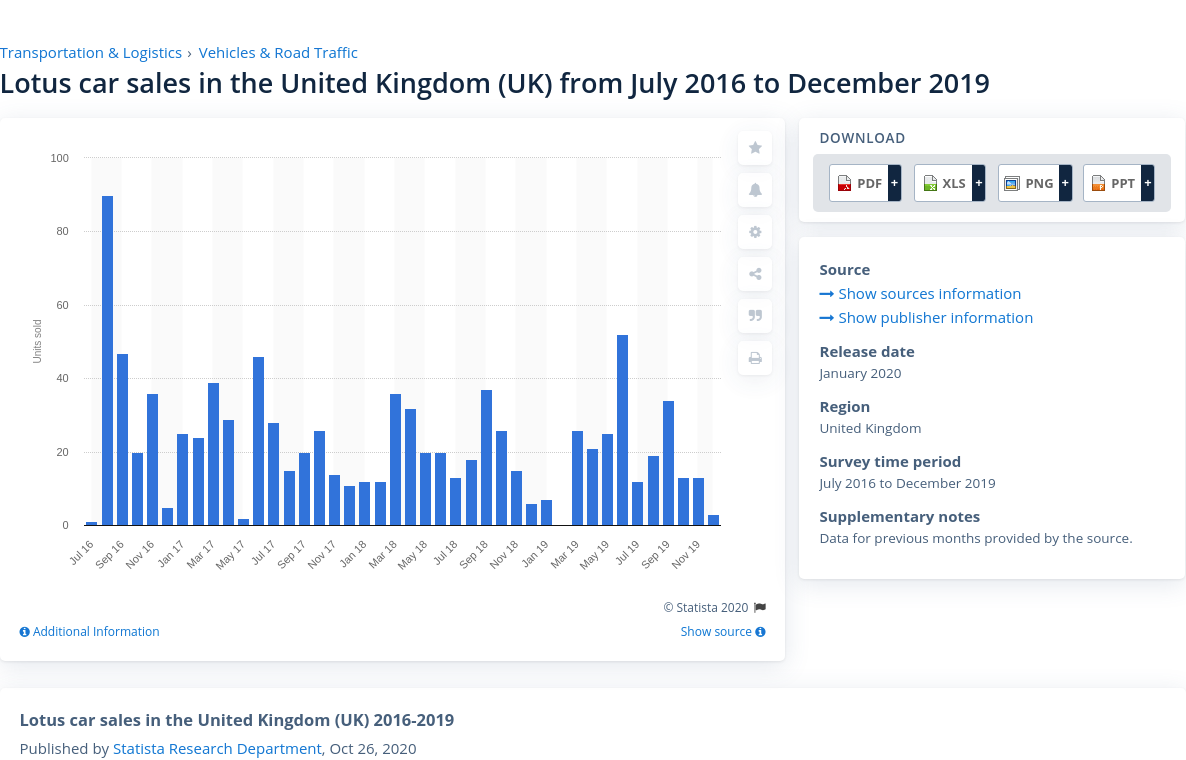 Transportation & Logistics › Vehicles & Road Traffic
Lotus car sales in the United Kingdom (UK) from July 2016 to December 2019
100
80
60
40
20
0
Units sold
Jul 16
Sep 16
Nov 16
Jan 17
Mar 17
May 17
Jul 17
Sep 17
Nov 17
Jan 18
Mar 18
May 18
Jul 18
Sep 18
Nov 18
Jan 19
Mar 19
May 19
Jul 19
Sep 19
Nov 19
© Statista 2020
Additional Information
Show source
DOWNLOAD
PDF + XLS + PNG + PPT +
Source
Show sources information
Show publisher information
Release date
January 2020
Region
United Kingdom
Survey time period
July 2016 to December 2019
Supplementary notes
Data for previous months provided by the source.
Lotus car sales in the United Kingdom (UK) 2016-2019
Published by Statista Research Department, Oct 26, 2020